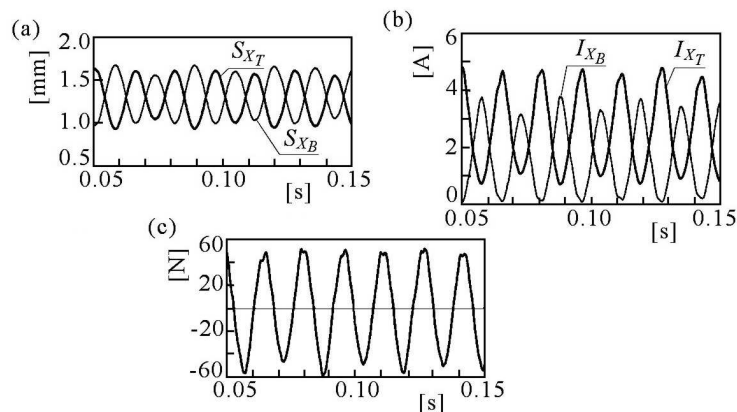 (a)
2.0
1.5
1.0
0.5
[mm]
S_{X_T}
S_{X_B}
0.05
0.10
0.15
[s]
(b)
[A]
6
4
2
0
I_{X_B}
I_{X_T}
0.05
0.10
0.15
[s]
(c)
[N]
60
20
-20
-60
0.05
0.10
0.15
[s]